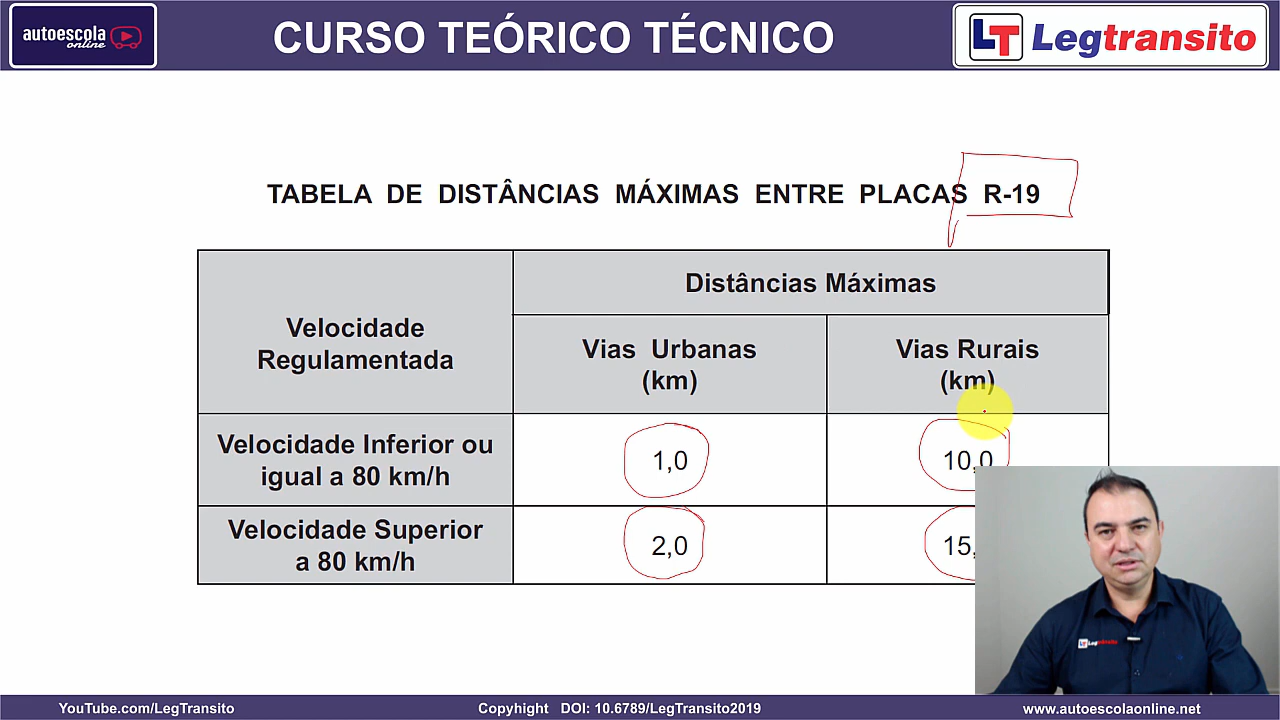 autoescola
online
CURSO TEÓRICO TÉCNICO
LT Legtransito
TABELA DE DISTÂNCIAS MÁXIMAS ENTRE PLACAS R-19
Velocidade
Regulamentada
Distâncias Máximas
Vias Urbanas
(km)
Vias Rurais
(km)
Velocidade Inferior ou
igual a 80 km/h
1,0
10,0
Velocidade Superior
a 80 km/h
2,0
15,
LT Legtrânsito
YouTube.com/LegTransito
Copyhight DOI: 10.6789/LegTransito2019
www.autoescolaonline.net